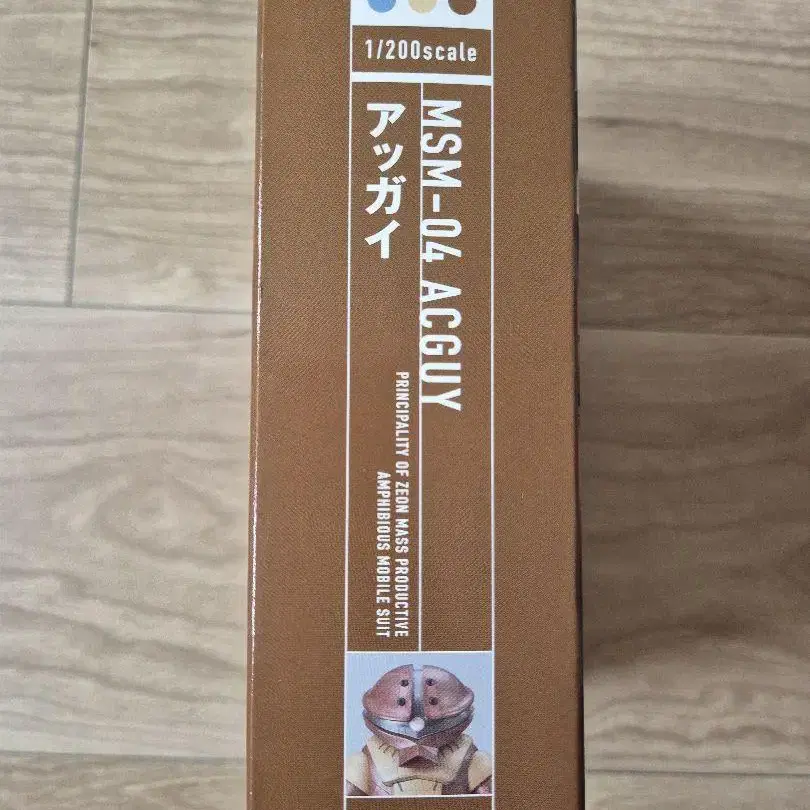 1/200scale
MSM-04 ACGUY
アッガイ
PRINCIPALITY OF ZEON MASS PRODUCTIVE
AMPHIBIOUS MOBILE SUIT